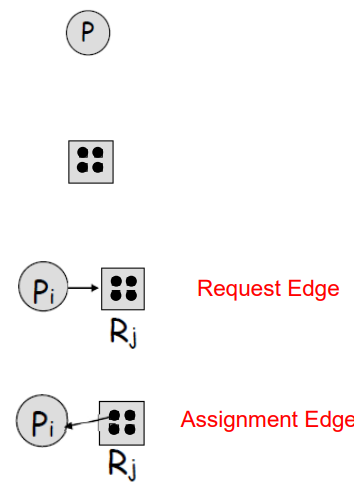 P
Pi
Request Edge
Rj
Pi
Assignment Edge
Rj